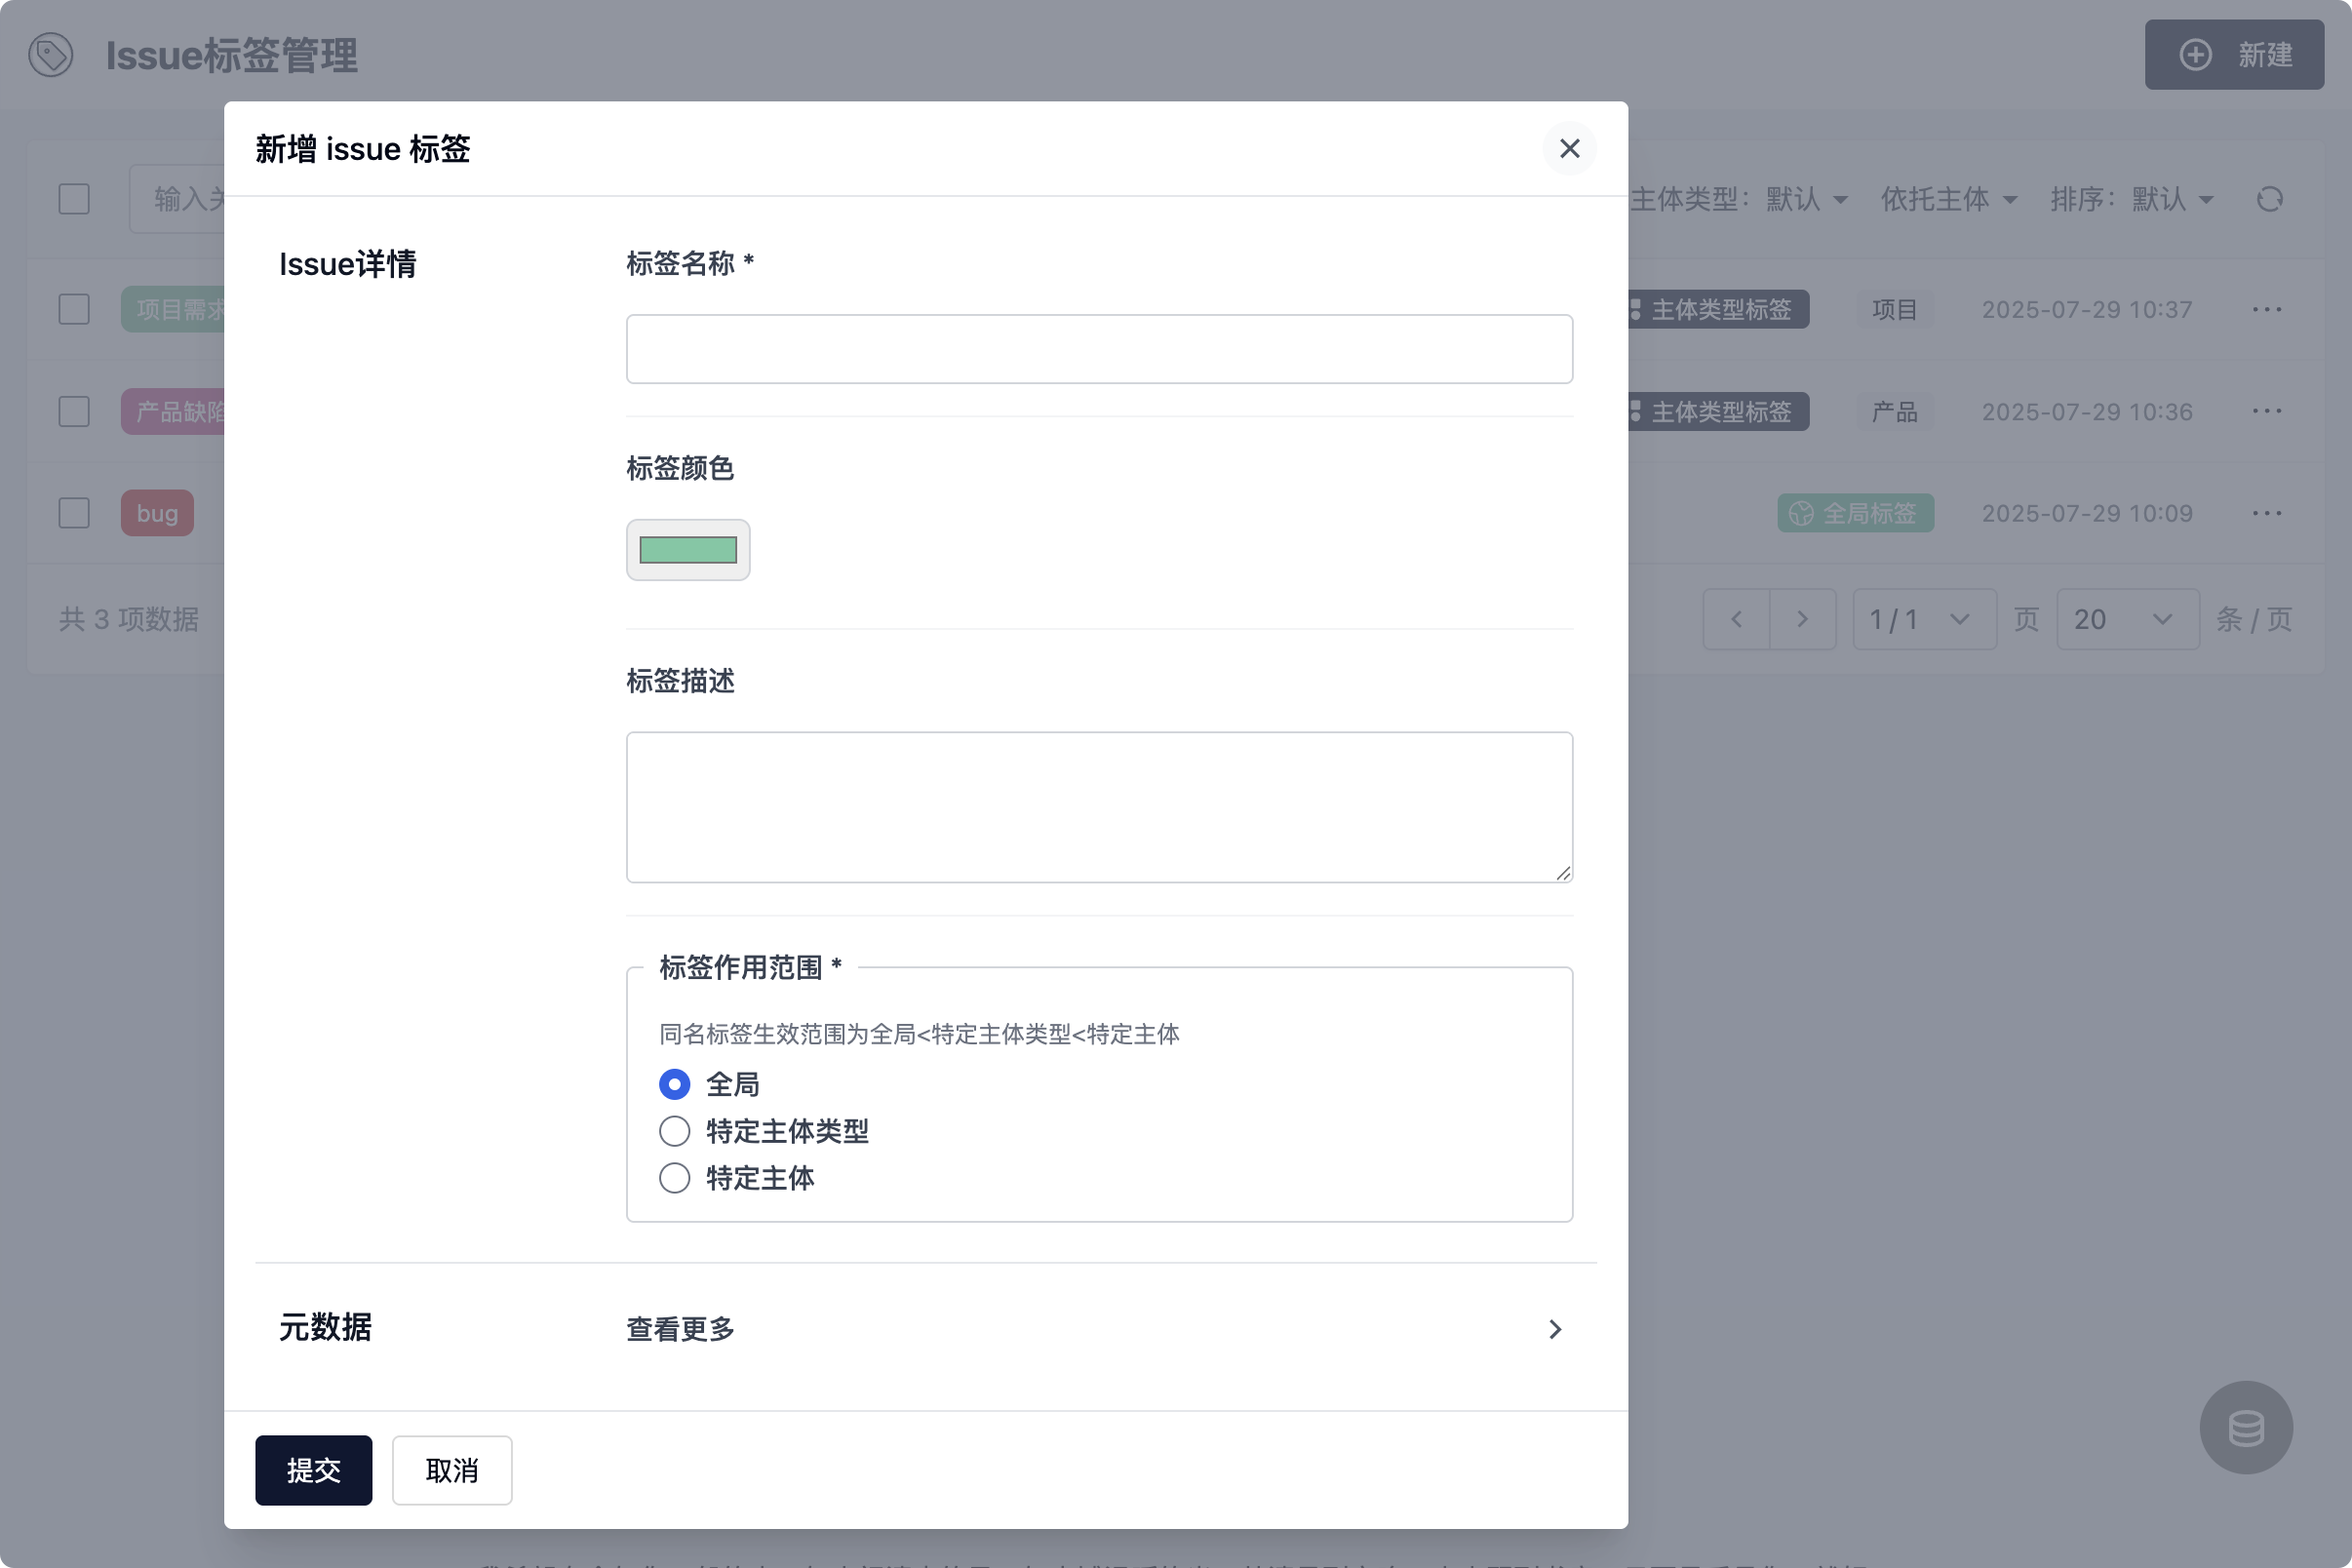 Issue标签管理
新建
新增 issue 标签
输入关
主体类型：默认
依托主体
排序：默认
Issue详情
标签名称 *
项目需求
主体类型标签
项目
2025-07-29 10:37
产品缺陷
主体类型标签
产品
2025-07-29 10:36
标签颜色
bug
全局标签
2025-07-29 10:09
共 3 项数据
1 / 1
页
20
条 / 页
标签描述
标签作用范围 *
同名标签生效范围为全局<特定主体类型<特定主体
全局
特定主体类型
特定主体
元数据
查看更多
提交
取消